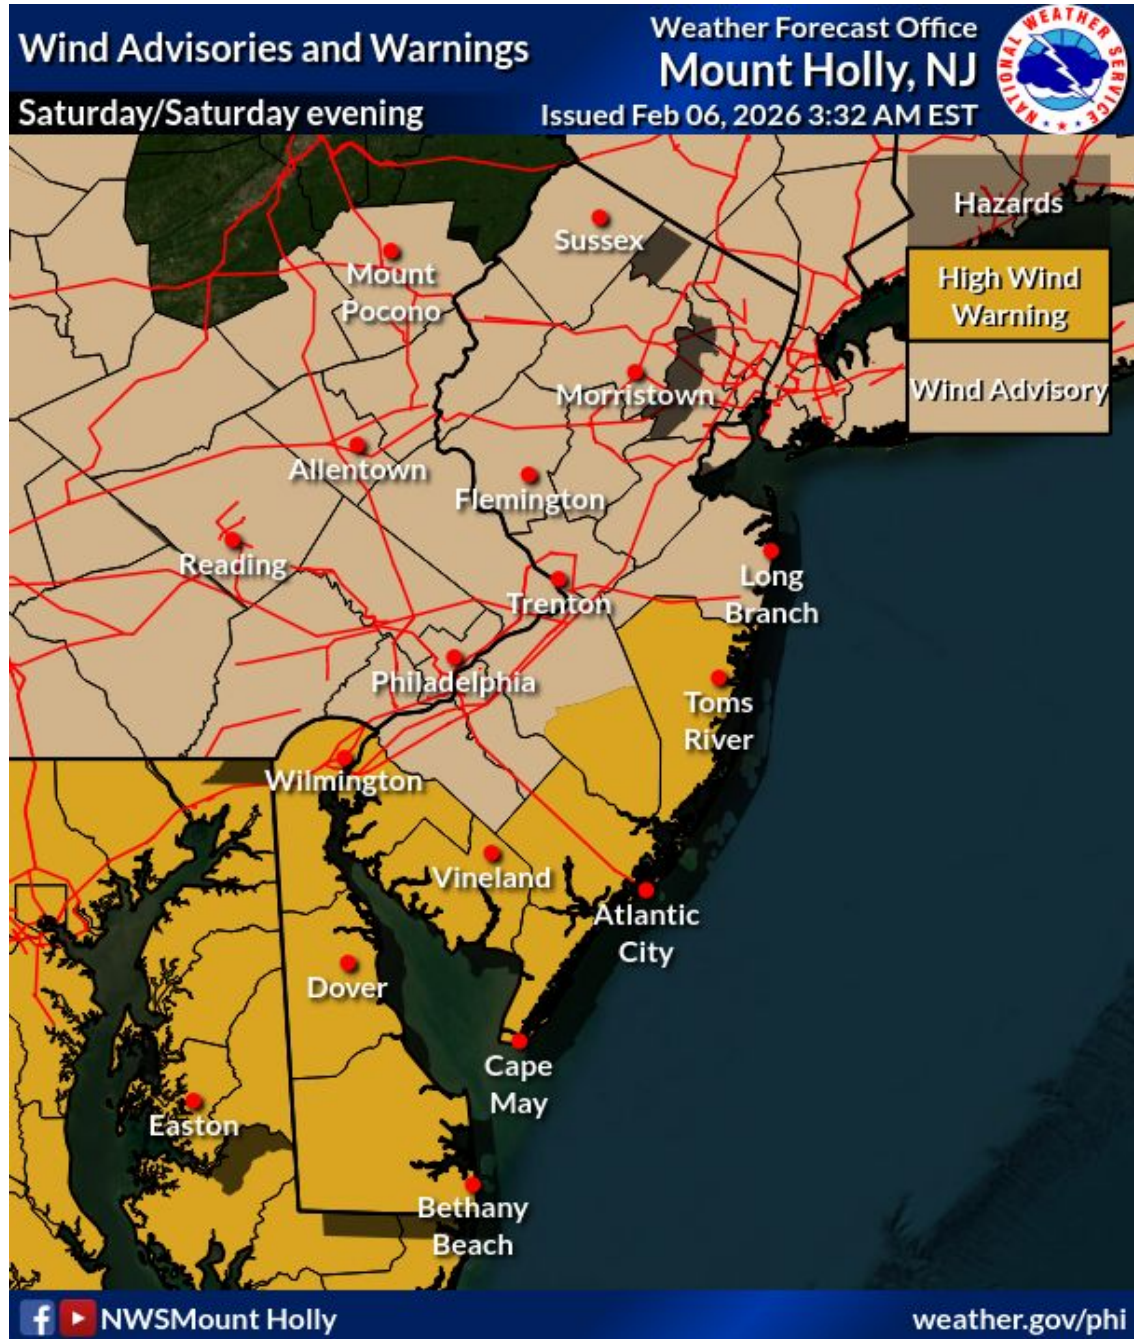 Wind Advisories and Warnings
Weather Forecast Office
Mount Holly, NJ
Saturday/Saturday evening
Issued Feb 06, 2026 3:32 AM EST
NATIONAL WEATHER SERVICE
Hazards
High Wind
Warning
Wind Advisory
Sussex
Mount
Pocono
Morristown
Allentown
Flemington
Reading
Trenton
Long
Branch
Philadelphia
Toms
River
Wilmington
Vineland
Atlantic
City
Dover
Cape
May
Easton
Bethany
Beach
NWSMount Holly
weather.gov/phi